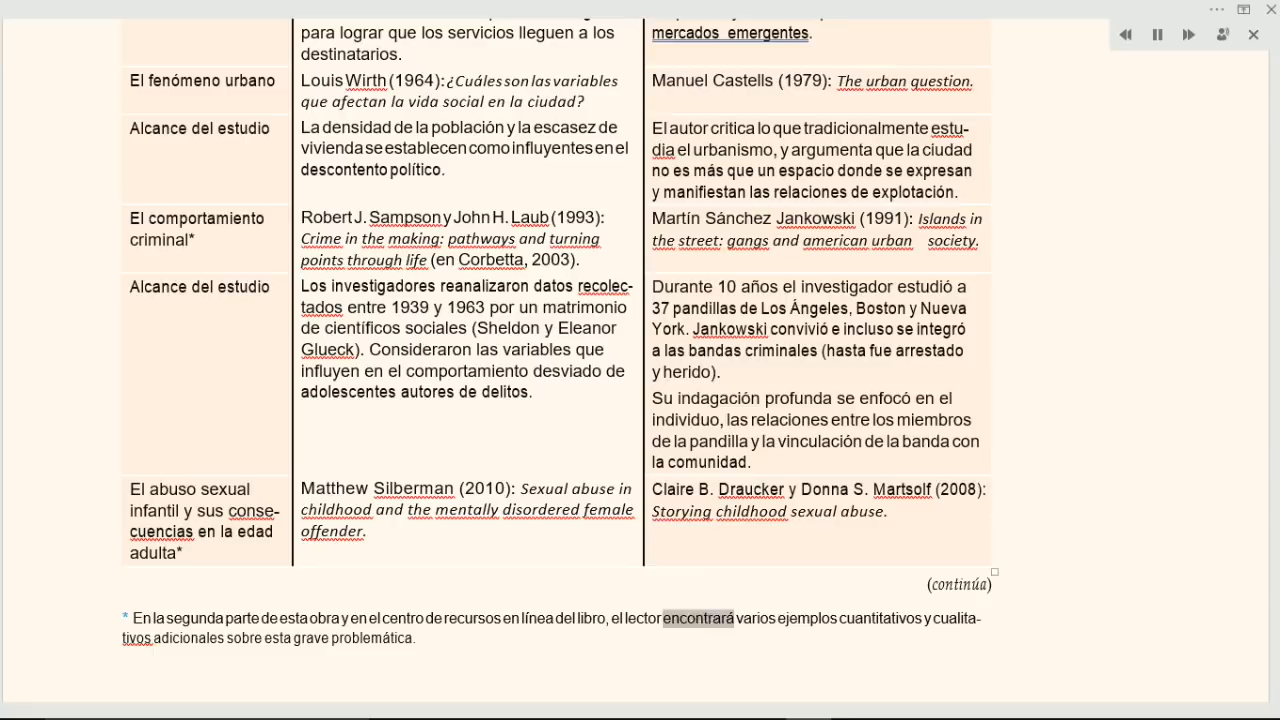 para lograr que los servicios lleguen a los
destinatarios.
mercados emergentes.
El fenómeno urbano
Louis Wirth (1964): ¿Cuáles son las variables
que afectan la vida social en la ciudad?
Manuel Castells (1979): The urban question.
Alcance del estudio
La densidad de la población y la escasez de
vivienda se establecen como influyentes en el
descontento político.
El autor critica lo que tradicionalmente estu-
dia el urbanismo, y argumenta que la ciudad
no es más que un espacio donde se expresan
y manifiestan las relaciones de explotación.
El comportamiento
criminal*
Robert J. Sampson y John H. Laub (1993):
Crime in the making: pathways and turning
points through life (en Corbetta, 2003).
Martín Sánchez Jankowski (1991): Islands in
the street: gangs and american urban society.
Alcance del estudio
Los investigadores reanalizaron datos recolec-
tados entre 1939 y 1963 por un matrimonio
de científicos sociales (Sheldon y Eleanor
Glueck). Consideraron las variables que
influyen en el comportamiento desviado de
adolescentes autores de delitos.
Durante 10 años el investigador estudió a
37 pandillas de Los Ángeles, Boston y Nueva
York. Jankowski convivió e incluso se integró
a las bandas criminales (hasta fue arrestado
y herido).
Su indagación profunda se enfocó en el
individuo, las relaciones entre los miembros
de la pandilla y la vinculación de la banda con
la comunidad.
El abuso sexual
infantil y sus conse-
cuencias en la edad
adulta*
Matthew Silberman (2010): Sexual abuse in
childhood and the mentally disordered female
offender.
Claire B. Draucker y Donna S. Martsolf (2008):
Storying childhood sexual abuse.
(continúa)
* En la segunda parte de esta obra y en el centro de recursos en línea del libro, el lector encontrará varios ejemplos cuantitativos y cualita-
tivos adicionales sobre esta grave problemática.